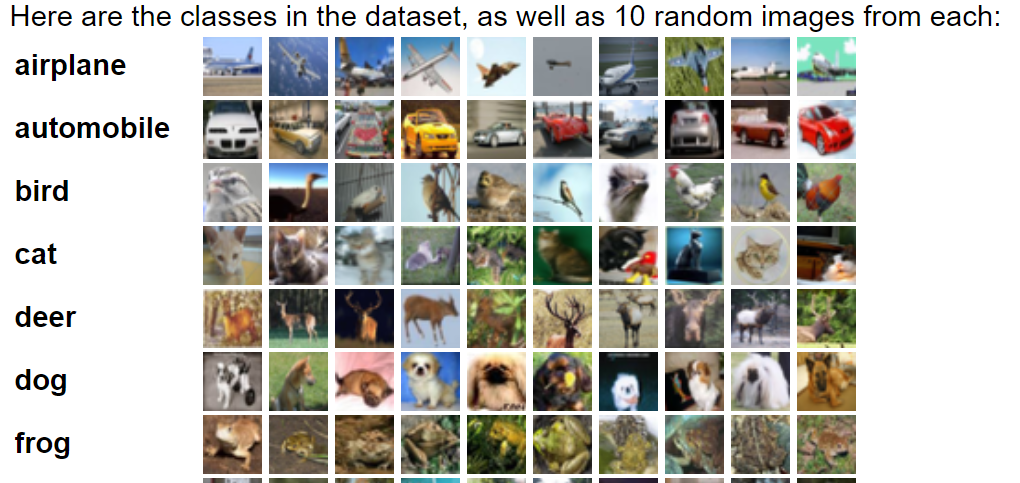 Here are the classes in the dataset, as well as 10 random images from each:
airplane
automobile
bird
cat
deer
dog
frog